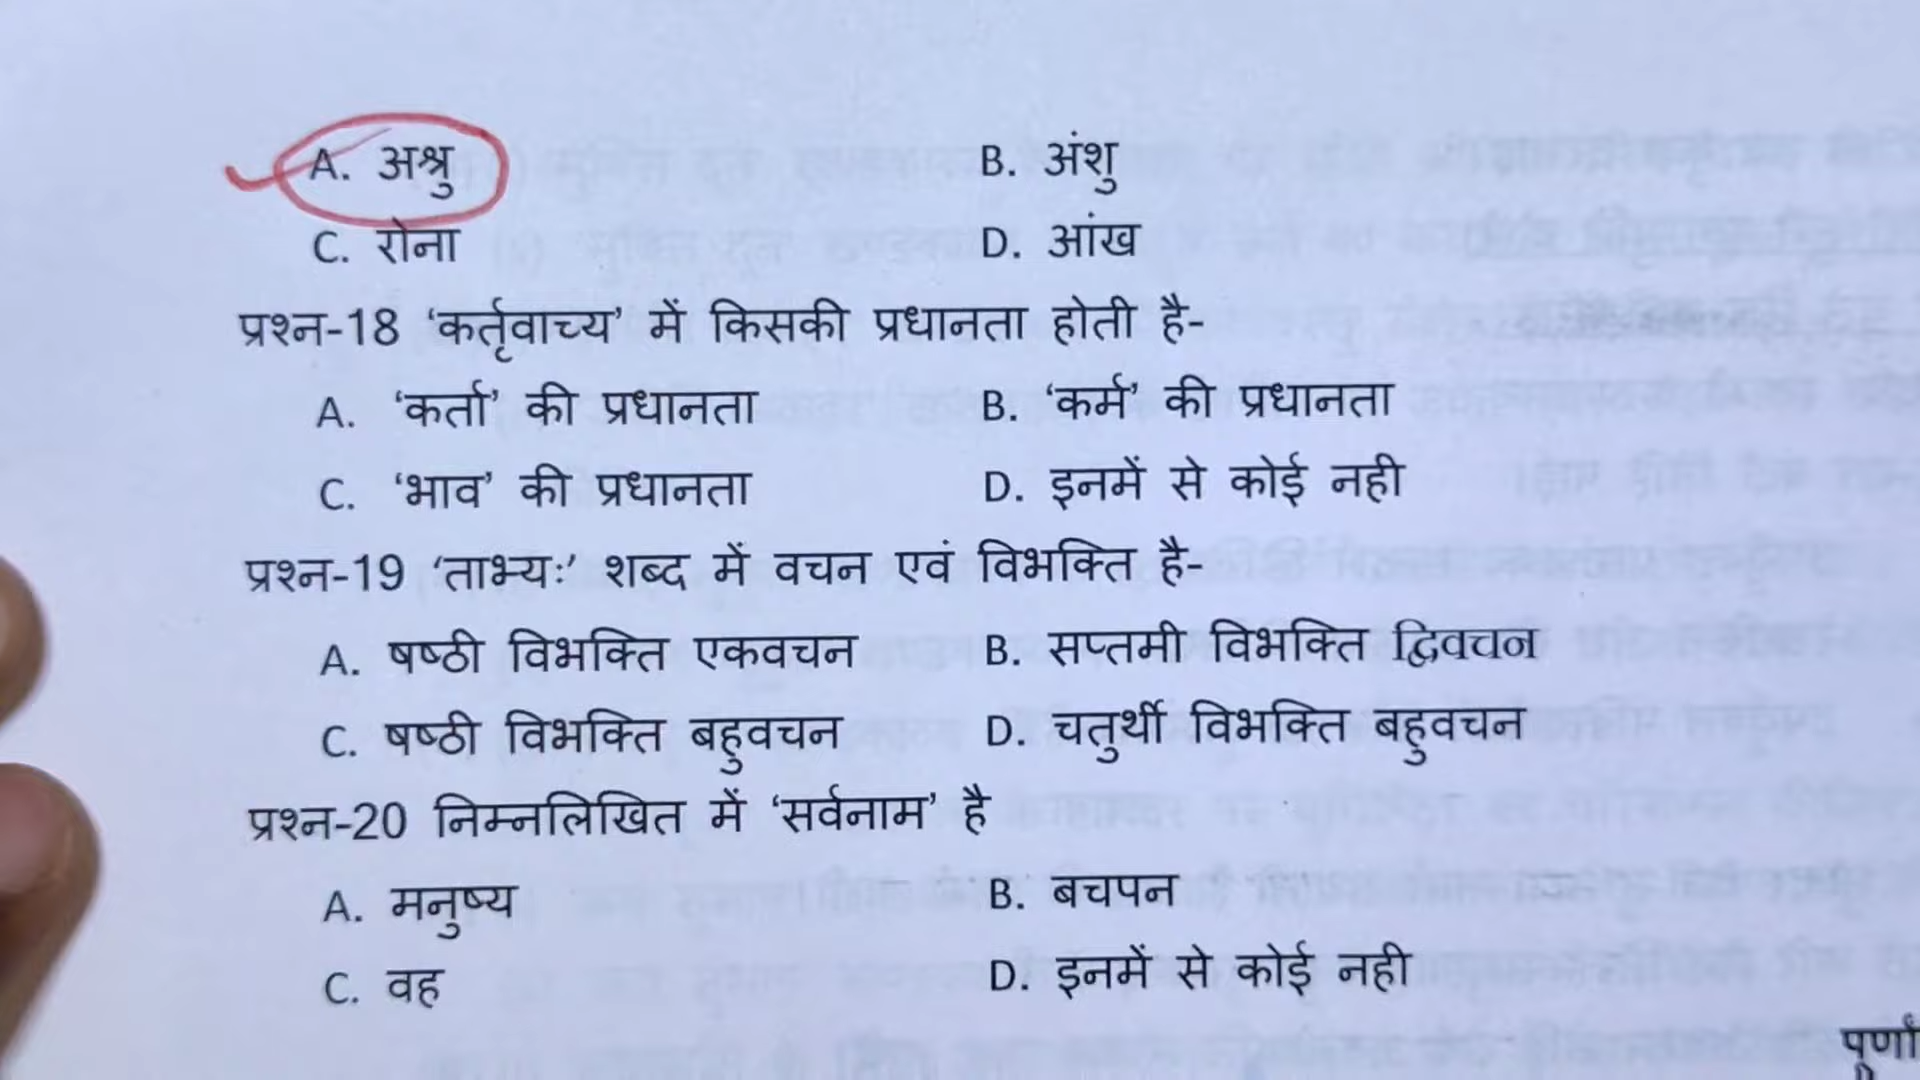 A. अश्रु B. अंशु
C. रोना D. आंख
प्रश्न-18 ‘कर्तृवाच्य’ में किसकी प्रधानता होती है-
A. ‘कर्ता’ की प्रधानता B. ‘कर्म’ की प्रधानता
C. ‘भाव’ की प्रधानता D. इनमें से कोई नही
प्रश्न-19 ‘ताभ्यः’ शब्द में वचन एवं विभक्ति है-
A. षष्ठी विभक्ति एकवचन B. सप्तमी विभक्ति द्विवचन
C. षष्ठी विभक्ति बहुवचन D. चतुर्थी विभक्ति बहुवचन
प्रश्न-20 निम्नलिखित में ‘सर्वनाम’ है
A. मनुष्य B. बचपन
C. वह D. इनमें से कोई नही